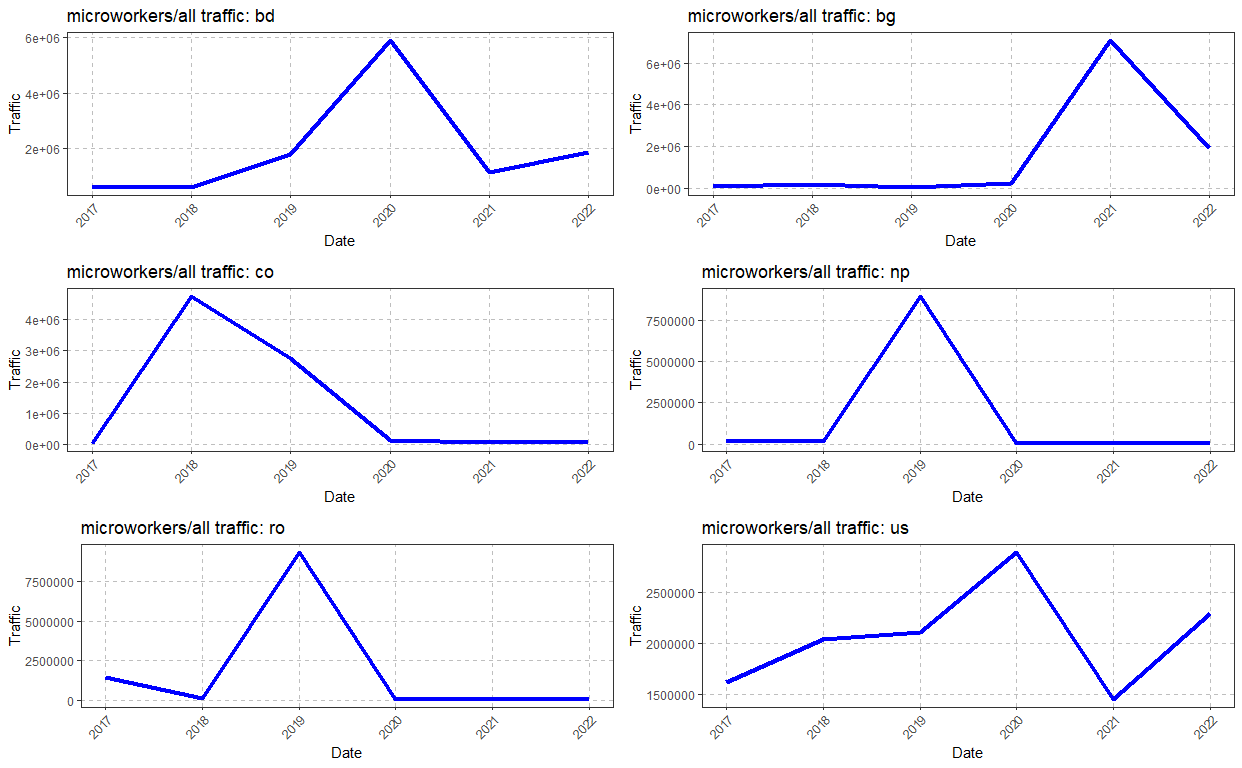 microworkers/all traffic: bd
Traffic
6e+06
4e+06
2e+06
2017 2018 2019 2020 2021 2022
Date
microworkers/all traffic: bg
Traffic
6e+06
4e+06
2e+06
0e+00
2017 2018 2019 2020 2021 2022
Date
microworkers/all traffic: co
Traffic
4e+06
3e+06
2e+06
1e+06
0e+00
2017 2018 2019 2020 2021 2022
Date
microworkers/all traffic: np
Traffic
7500000
5000000
2500000
0
2017 2018 2019 2020 2021 2022
Date
microworkers/all traffic: ro
Traffic
7500000
5000000
2500000
0
2017 2018 2019 2020 2021 2022
Date
microworkers/all traffic: us
Traffic
2500000
2000000
1500000
2017 2018 2019 2020 2021 2022
Date